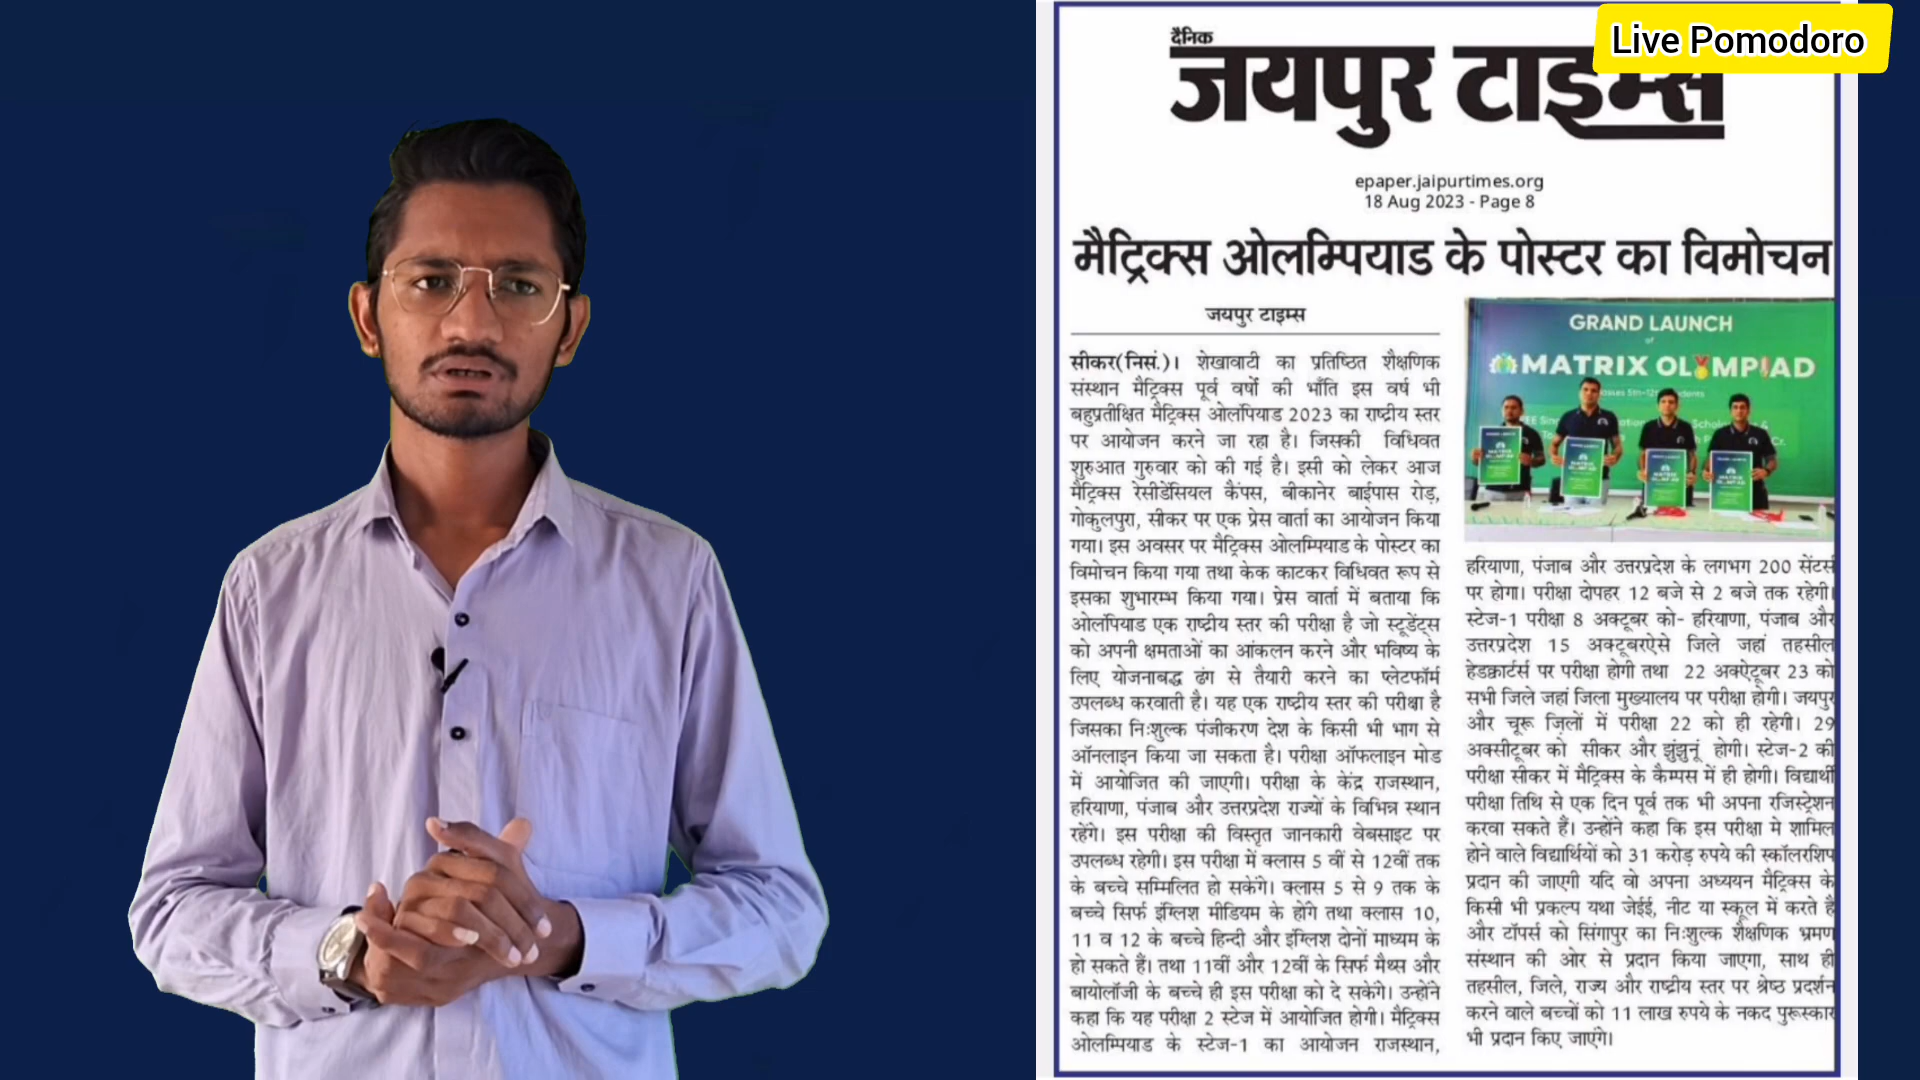 Live Pomodoro
दैनिक
जयपुर टाइम्स
epaper.jaipurtimes.org
18 Aug 2023 - Page 8
मैट्रिक्स ओलम्पियाड के पोस्टर का विमोचन
जयपुर टाइम्स
सीकर(निसं.)। शेखावाटी का प्रतिष्ठित शैक्षणिक
संस्थान मैट्रिक्स पूर्व वर्षो की भाँति इस वर्ष भी
बहुप्रतीक्षित मैट्रिक्स ओलंपियाड 2023 का राष्ट्रीय स्तर
पर आयोजन करने जा रहा है। जिसकी विधिवत
शुरुआत गुरुवार को की गई है। इसी को लेकर आज
मैट्रिक्स रेसीडेंसियल कैंपस, बीकानेर बाईपास रोड़,
गोकुलपुरा, सीकर पर एक प्रेस वार्ता का आयोजन किया
गया। इस अवसर पर मैट्रिक्स ओलम्पियाड के पोस्टर का
विमोचन किया गया तथा केक काटकर विधिवत रूप से
इसका शुभारम्भ किया गया। प्रेस वार्ता में बताया कि
ओलंपियाड एक राष्ट्रीय स्तर की परीक्षा है जो स्टूडेंट्स
को अपनी क्षमताओं का आंकलन करने और भविष्य के
लिए योजनाबद्ध ढंग से तैयारी करने का प्लेटफॉर्म
उपलब्ध करवाती है। यह एक राष्ट्रीय स्तर की परीक्षा है
जिसका निःशुल्क पंजीकरण देश के किसी भी भाग से
ऑनलाइन किया जा सकता है। परीक्षा ऑफलाइन मोड
में आयोजित की जाएगी। परीक्षा के केंद्र राजस्थान,
हरियाणा, पंजाब और उत्तरप्रदेश राज्यों के विभिन्न स्थान
रहेंगे। इस परीक्षा की विस्तृत जानकारी वेबसाइट पर
उपलब्ध रहेगी। इस परीक्षा में क्लास 5 वीं से 12वीं तक
के बच्चे सम्मिलित हो सकेंगे। क्लास 5 से 9 तक के
बच्चे सिर्फ इंग्लिश मीडियम के होंगे तथा क्लास 10,
11 व 12 के बच्चे हिन्दी और इंग्लिश दोनों माध्यम के
हो सकते हैं। तथा 11वीं और 12वीं के सिर्फ मैथ्स और
बायोलॉजी के बच्चे ही इस परीक्षा को दे सकेंगे। उन्होंने
कहा कि यह परीक्षा 2 स्टेज में आयोजित होगी। मैट्रिक्स
ओलम्पियाड के स्टेज-1 का आयोजन राजस्थान,
GRAND LAUNCH
of
MATRIX OLYMPIAD
हरियाणा, पंजाब और उत्तरप्रदेश के लगभग 200 सेंटर्स
पर होगा। परीक्षा दोपहर 12 बजे से 2 बजे तक रहेगी।
स्टेज-1 परीक्षा 8 अक्टूबर को- हरियाणा, पंजाब और
उत्तरप्रदेश 15 अक्टूबरऐसे जिले जहां तहसील
हेडक्वार्टर्स पर परीक्षा होगी तथा 22 अक्ऐटूबर 23 को
सभी जिले जहां जिला मुख्यालय पर परीक्षा होगी। जयपुर
और चूरू ज़िलों में परीक्षा 22 को ही रहेगी। 29
अक्सीटूबर को सीकर और झुंझुनूं होगी। स्टेज-2 की
परीक्षा सीकर में मैट्रिक्स के कैम्पस में ही होगी। विद्यार्थी
परीक्षा तिथि से एक दिन पूर्व तक भी अपना रजिस्ट्रेशन
करवा सकते हैं। उन्होंने कहा कि इस परीक्षा मे शामिल
होने वाले विद्यार्थियों को 31 करोड़ रुपये की स्कॉलरशिप
प्रदान की जाएगी यदि वो अपना अध्ययन मैट्रिक्स के
किसी भी प्रकल्प यथा जेईई, नीट या स्कूल में करते है
और टॉपर्स को सिंगापुर का निःशुल्क शैक्षणिक भ्रमण
संस्थान की ओर से प्रदान किया जाएगा, साथ ही
तहसील, जिले, राज्य और राष्ट्रीय स्तर पर श्रेष्ठ प्रदर्शन
करने वाले बच्चों को 11 लाख रुपये के नकद पुरूस्कार
भी प्रदान किए जाएंगे।